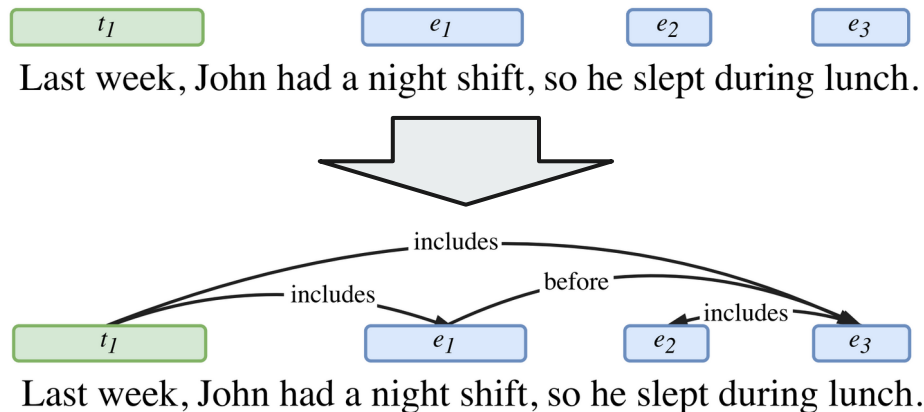 t1 e1 e2 e3
Last week, John had a night shift, so he slept during lunch.
includes
includes before
includes
t1 e1 e2 e3
Last week, John had a night shift, so he slept during lunch.